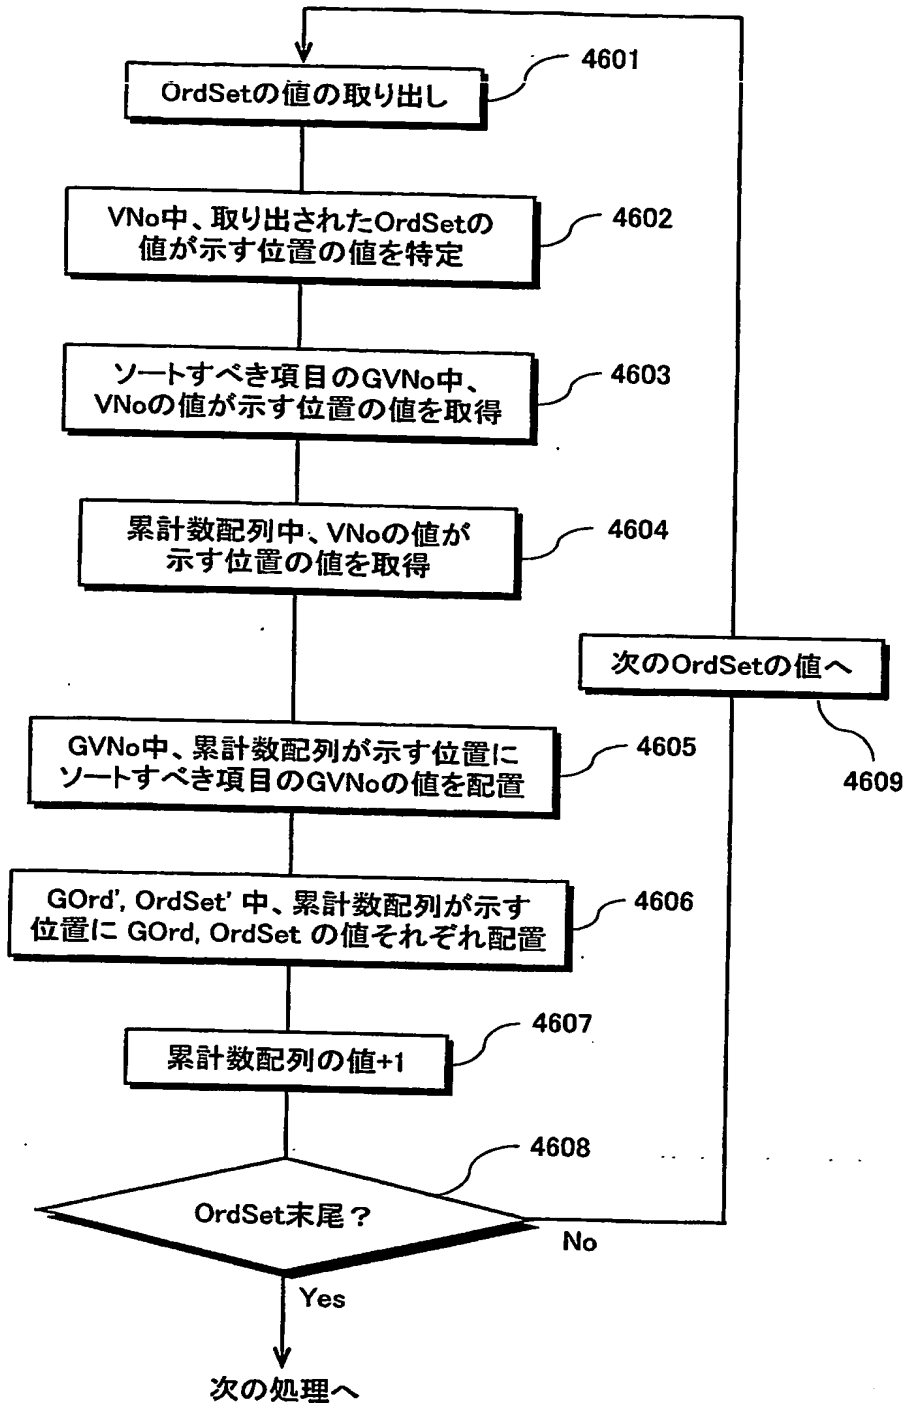 OrdSetの値の取り出し
4601
VNo中、取り出されたOrdSetの
値が示す位置の値を特定
4602
ソートすべき項目のGVNo中、
VNoの値が示す位置の値を取得
4603
累計数配列中、VNoの値が
示す位置の値を取得
4604
次のOrdSetの値へ
4609
GVNo中、累計数配列が示す位置に
ソートすべき項目のGVNoの値を配置
4605
GOrd', OrdSet' 中、累計数配列が示す
位置に GOrd, OrdSet の値それぞれ配置
4606
累計数配列の値+1
4607
OrdSet末尾？
4608
No
Yes
次の処理へ